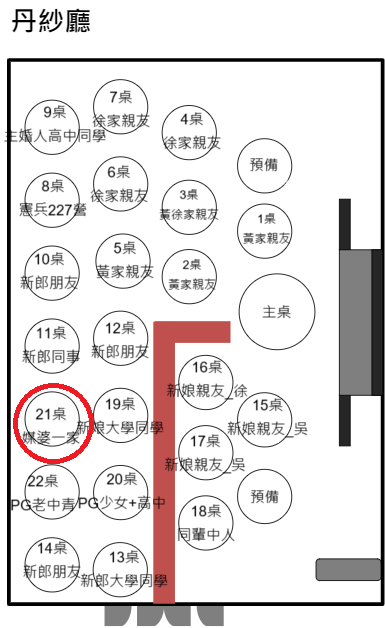 丹紗廳
7桌
徐家親友
9桌
主婚人高中同學
4桌
徐家親友
預備
6桌
徐家親友
8桌
憲兵227營
3桌
黃徐家親友
1桌
黃家親友
5桌
黃家親友
10桌
新郎朋友
2桌
黃家親友
主桌
12桌
新郎朋友
11桌
新郎同事
16桌
新娘親友_徐
19桌
新娘大學同學
15桌
新娘親友_吳
21桌
媒婆一家
17桌
新娘親友_吳
22桌
PG老中青
20桌
PG少女+高中
預備
18桌
同輩中人
14桌
新郎朋友
13桌
新郎大學同學